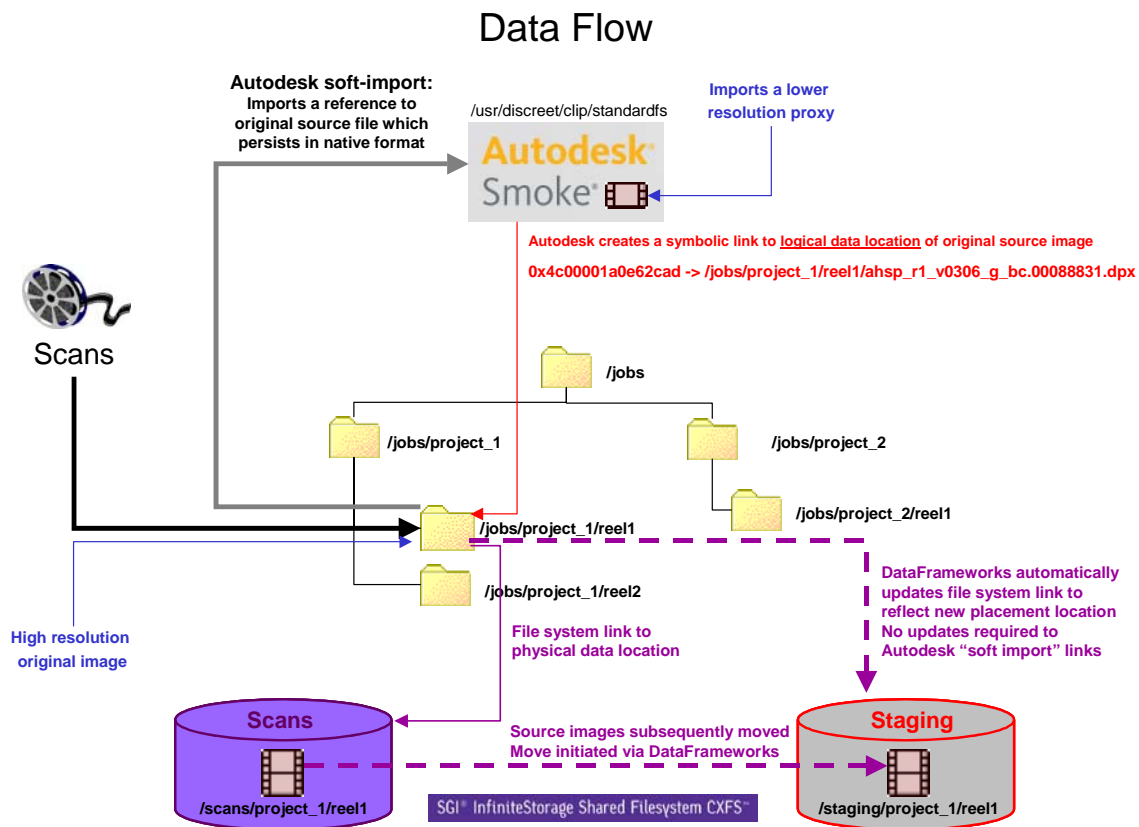 Data Flow
Autodesk soft-import:
Imports a reference to
original source file which
persists in native format
/usr/discreet/clip/standardfs
Autodesk®
Smoke®
Imports a lower
resolution proxy
Autodesk creates a symbolic link to logical data location of original source image
0x4c00001a0e62cad -> /jobs/project_1/reel1/ahsp_r1_v0306_g_bc.00088831.dpx
Scans
/jobs
/jobs/project_1
/jobs/project_2
/jobs/project_1/reel1
/jobs/project_2/reel1
/jobs/project_1/reel2
High resolution
original image
File system link to
physical data location
DataFrameworks automatically
updates file system link to
reflect new placement location
No updates required to
Autodesk “soft import” links
Scans
/scans/project_1/reel1
Source images subsequently moved
Move initiated via DataFrameworks
Staging
/staging/project_1/reel1
SGI® InfiniteStorage Shared Filesystem CXFS™